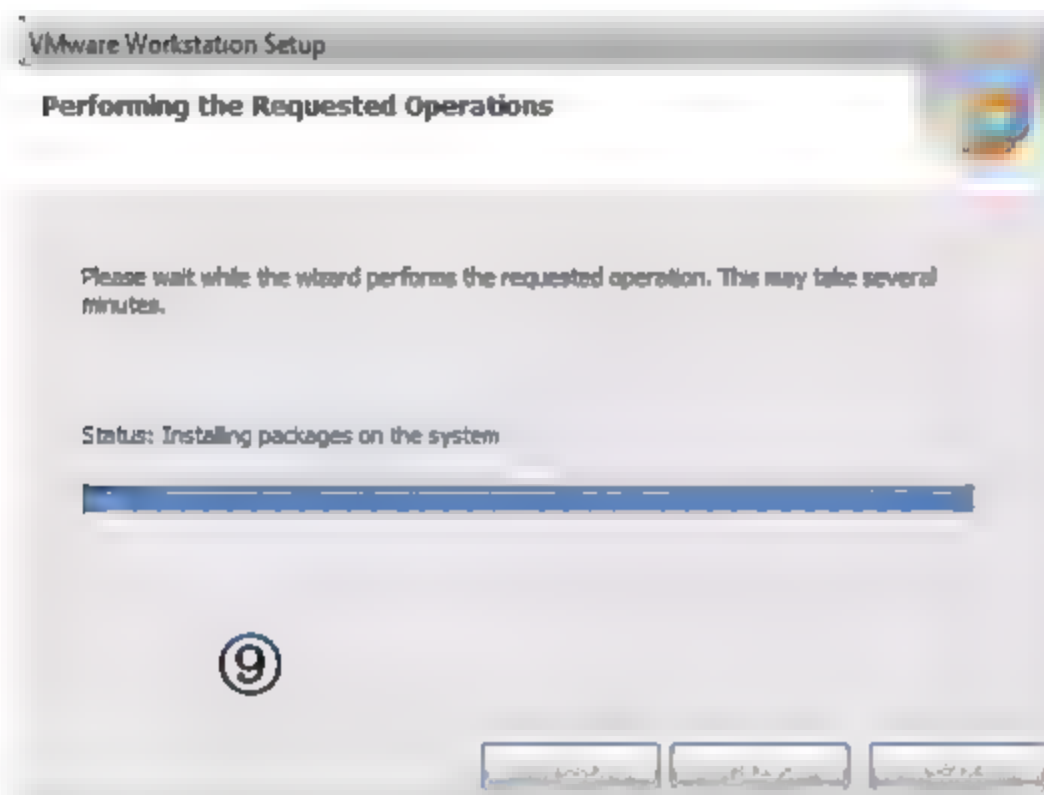 VMware Workstation Setup
Performing the Requested Operations
Please wait while the wizard performs the requested operation. This may take several
minutes.
Status: Installing packages on the system
⑨